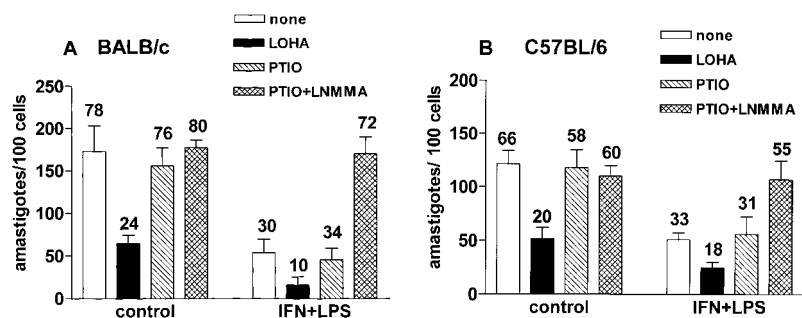 A BALB/c
none
LOHA
PTIO
PTIO+LNMMA
amastigotes/100 cells
250
200
150
100
50
0
78
24
76
80
30
10
34
72
control
IFN+LPS
B C57BL/6
none
LOHA
PTIO
PTIO+LNMMA
amastigotes/ 100 cells
200
150
100
50
0
66
20
58
60
33
18
31
55
control
IFN+LPS